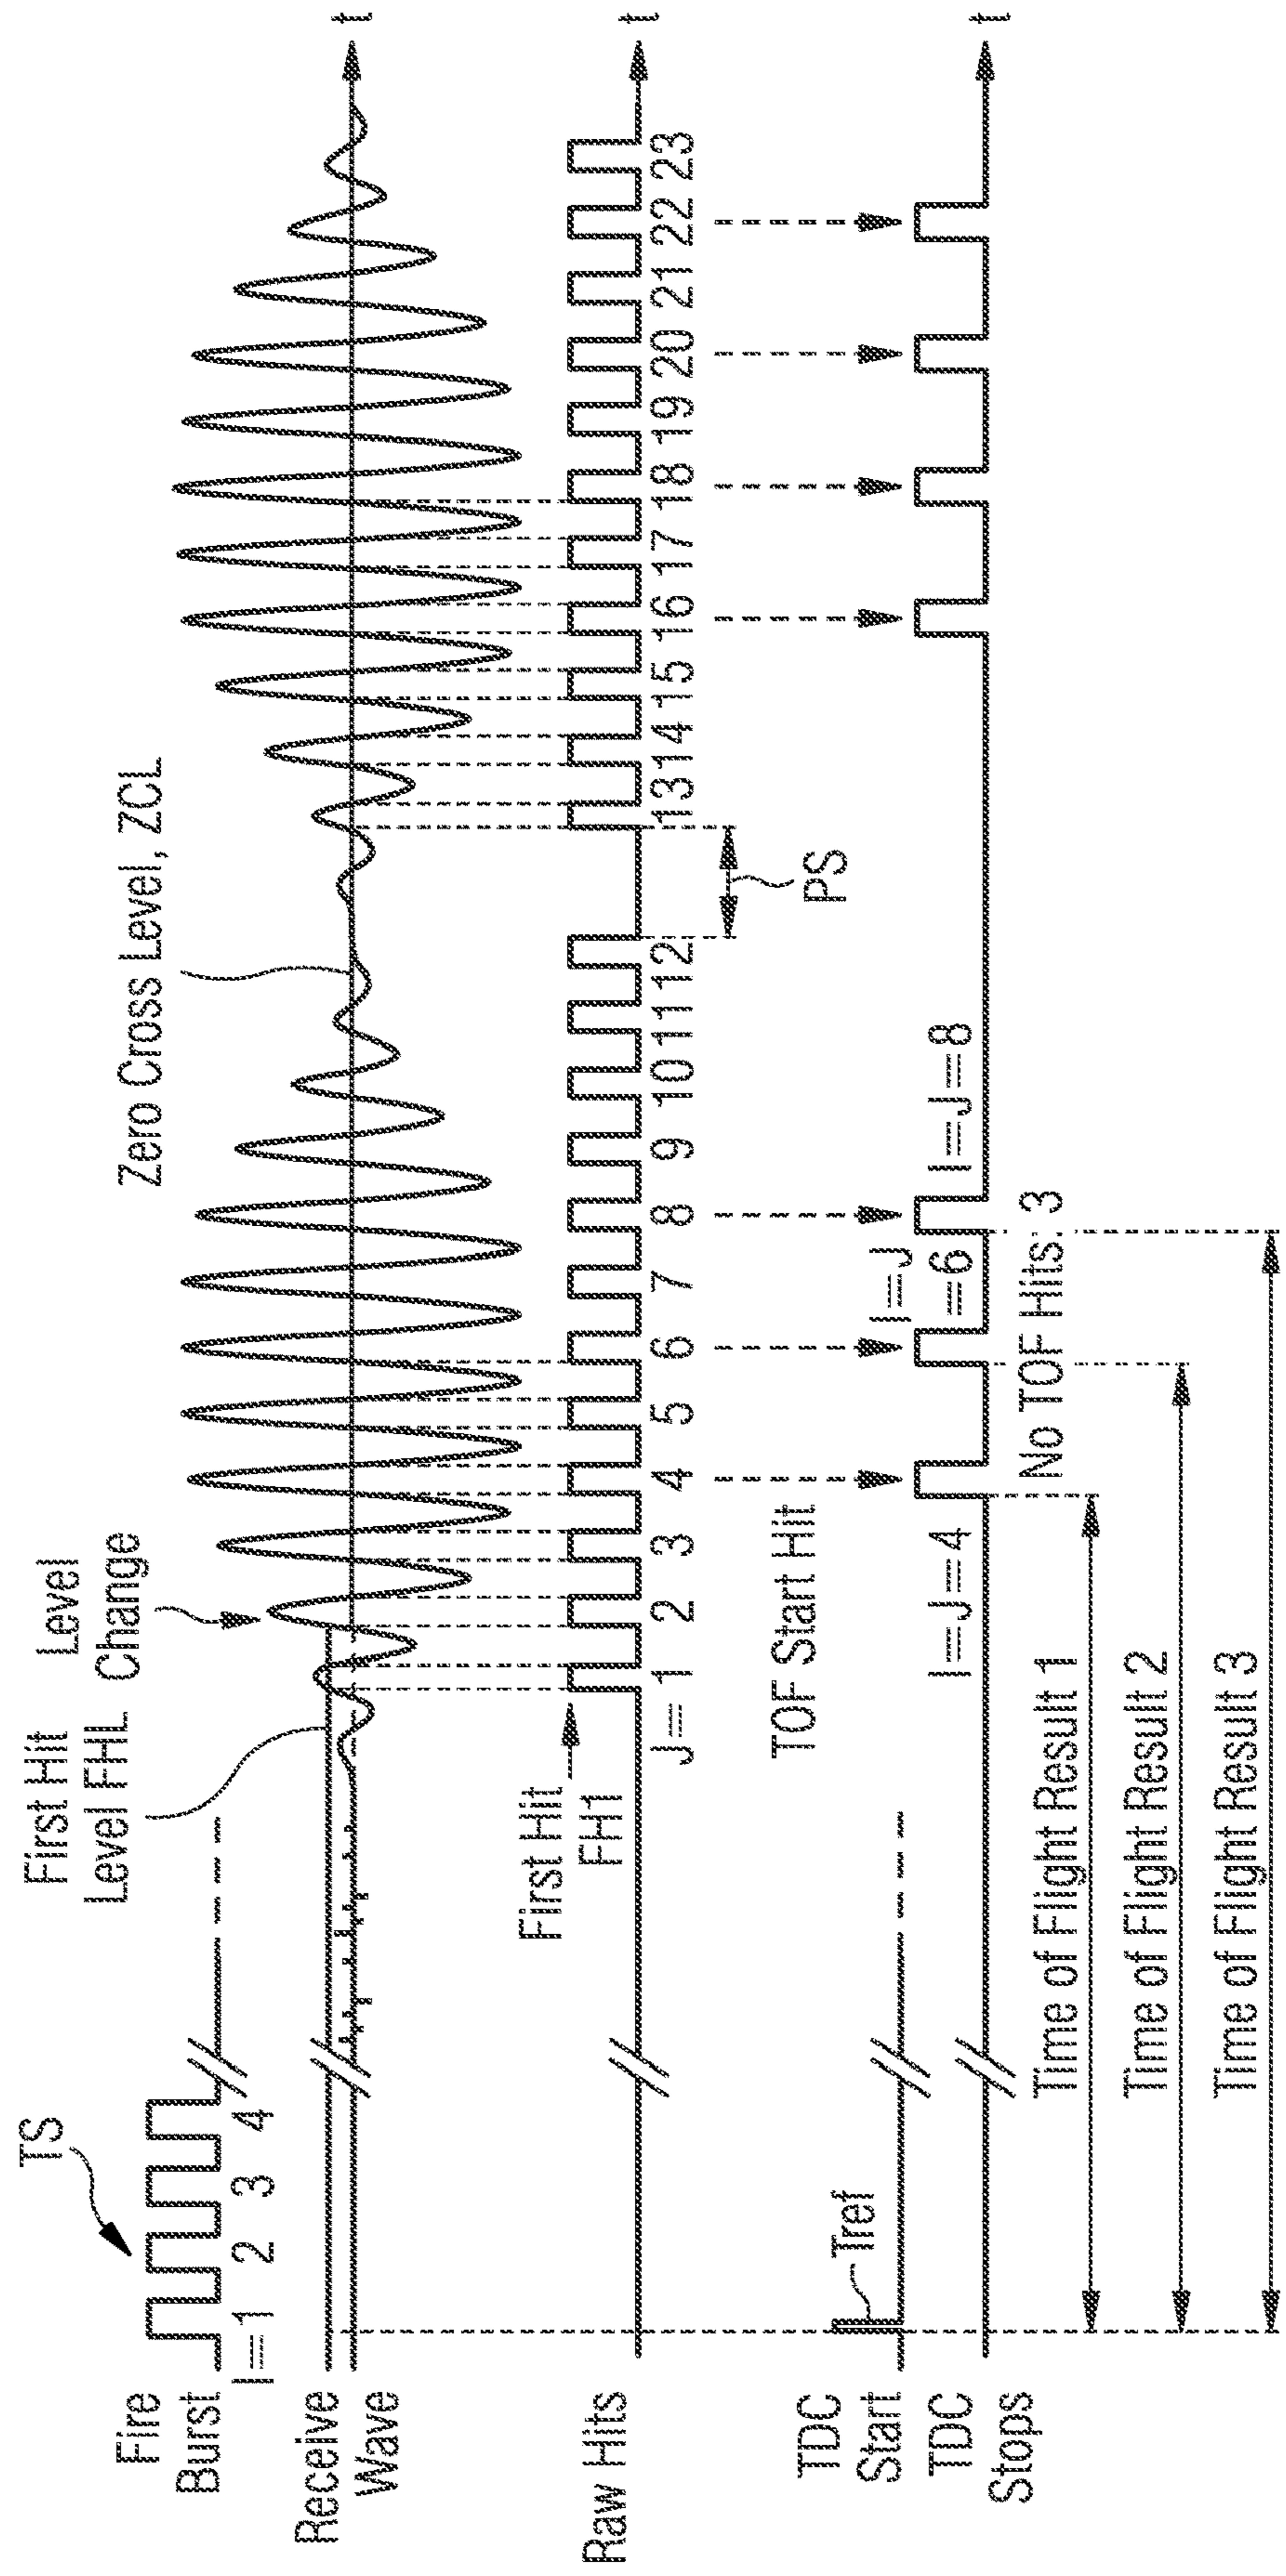 Fire
Burst
TS
I=1 2 3 4
First Hit
Level FHL
Level
Change
Zero Cross Level, ZCL
Receive
Wave
t
First Hit
FH1
Raw Hits
t
J= 1 2 3 4 5 6 7 8 9 10 11 12 13 14 15 16 17 18 19 20 21 22 23
PS
TOF Start Hit
TDC
Start
Tref
TDC
Stops
I=J=4
I=J
=6
I=J=8
t
No TOF Hits: 3
Time of Flight Result 1
Time of Flight Result 2
Time of Flight Result 3